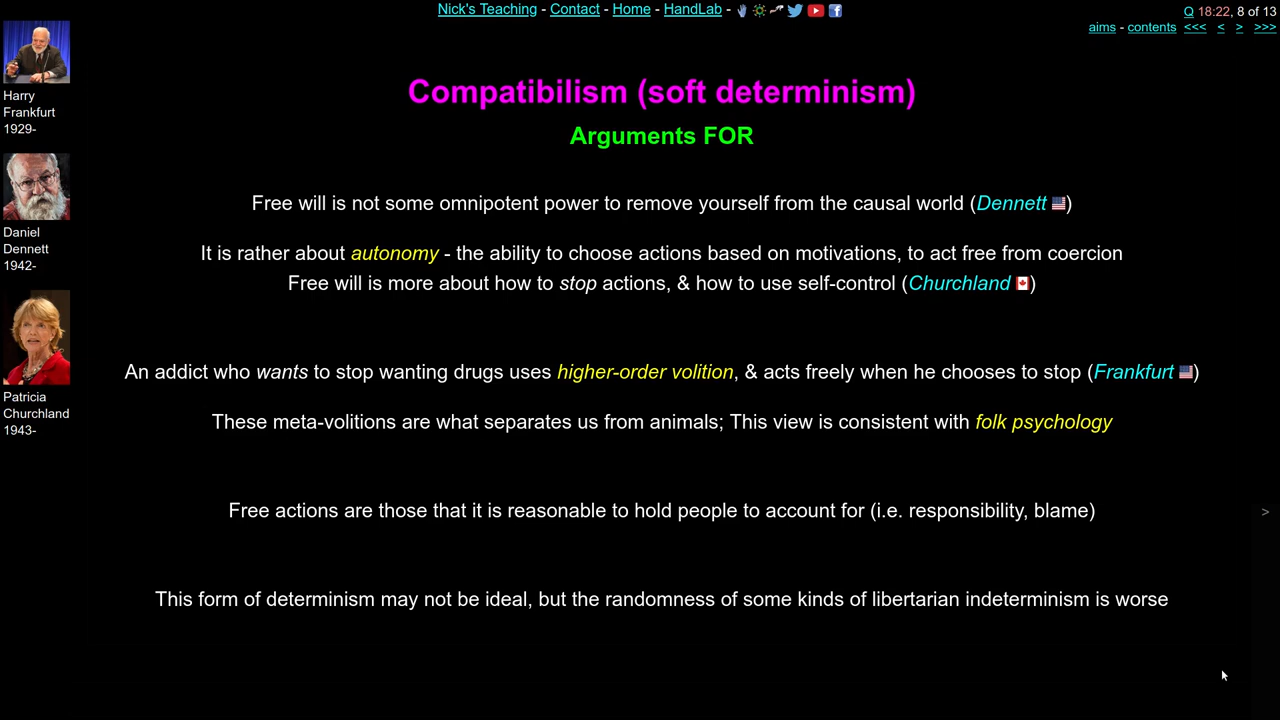 Nick's Teaching - Contact - Home - HandLab -
Q 18:22, 8 of 13
aims - contents <<< < > >>>
Harry
Frankfurt
1929-
Daniel
Dennett
1942-
Patricia
Churchland
1943-
Compatibilism (soft determinism)
Arguments FOR
Free will is not some omnipotent power to remove yourself from the causal world (Dennett)
It is rather about autonomy - the ability to choose actions based on motivations, to act free from coercion
Free will is more about how to stop actions, & how to use self-control (Churchland)
An addict who wants to stop wanting drugs uses higher-order volition, & acts freely when he chooses to stop (Frankfurt)
These meta-volitions are what separates us from animals; This view is consistent with folk psychology
Free actions are those that it is reasonable to hold people to account for (i.e. responsibility, blame)
>
This form of determinism may not be ideal, but the randomness of some kinds of libertarian indeterminism is worse